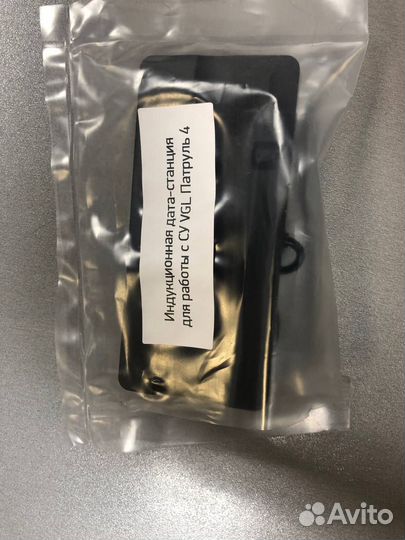 Индукционная дата-станция
для работы с СУ VGL Патруль 4
Avito